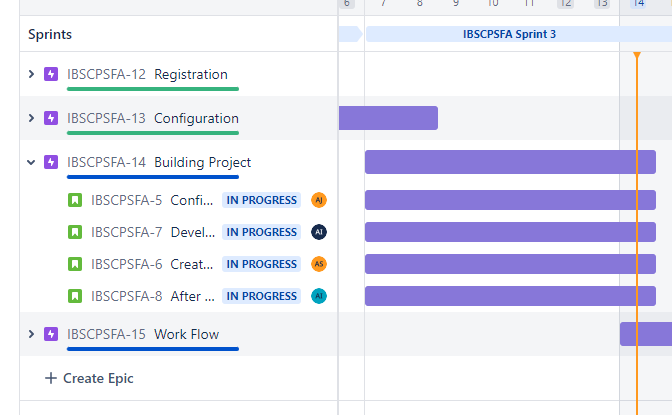 6 7 8 9 10 11 12 13 14
Sprints IBSCPSFA Sprint 3
IBSCPSFA-12 Registration
IBSCPSFA-13 Configuration
IBSCPSFA-14 Building Project
IBSCPSFA-5 Confi... IN PROGRESS AJ
IBSCPSFA-7 Devel... IN PROGRESS AT
IBSCPSFA-6 Creat... IN PROGRESS AS
IBSCPSFA-8 After ... IN PROGRESS AI
IBSCPSFA-15 Work Flow
+ Create Epic